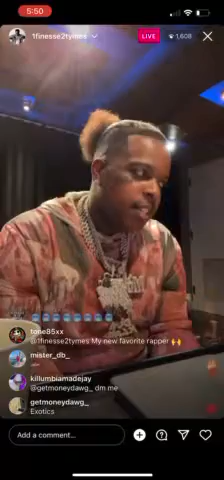 5:50
1finesse2tymes
LIVE
1,608
tone85xx
@1finesse2tymes My new favorite rapper 🙌
mister_db_
killumbiamadejay
@getmoneydawg_ dm me
getmoneydawg_
Exotics
Add a comment...